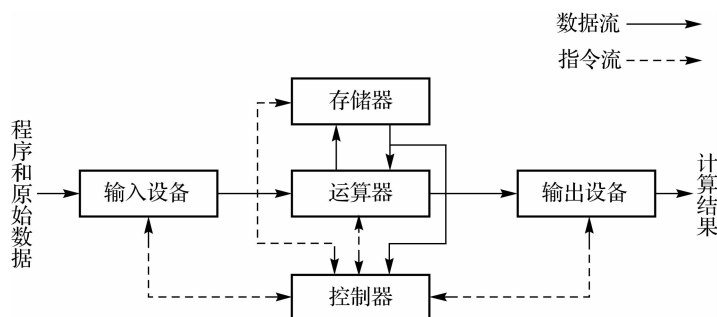 数据流
指令流
存储器
程序和原始数据
输入设备
运算器
输出设备
计算结果
控制器